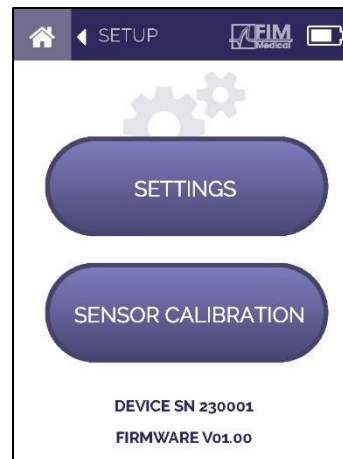 SETUP
FIM
Medical
SETTINGS
SENSOR CALIBRATION
DEVICE SN 230001
FIRMWARE V01.00